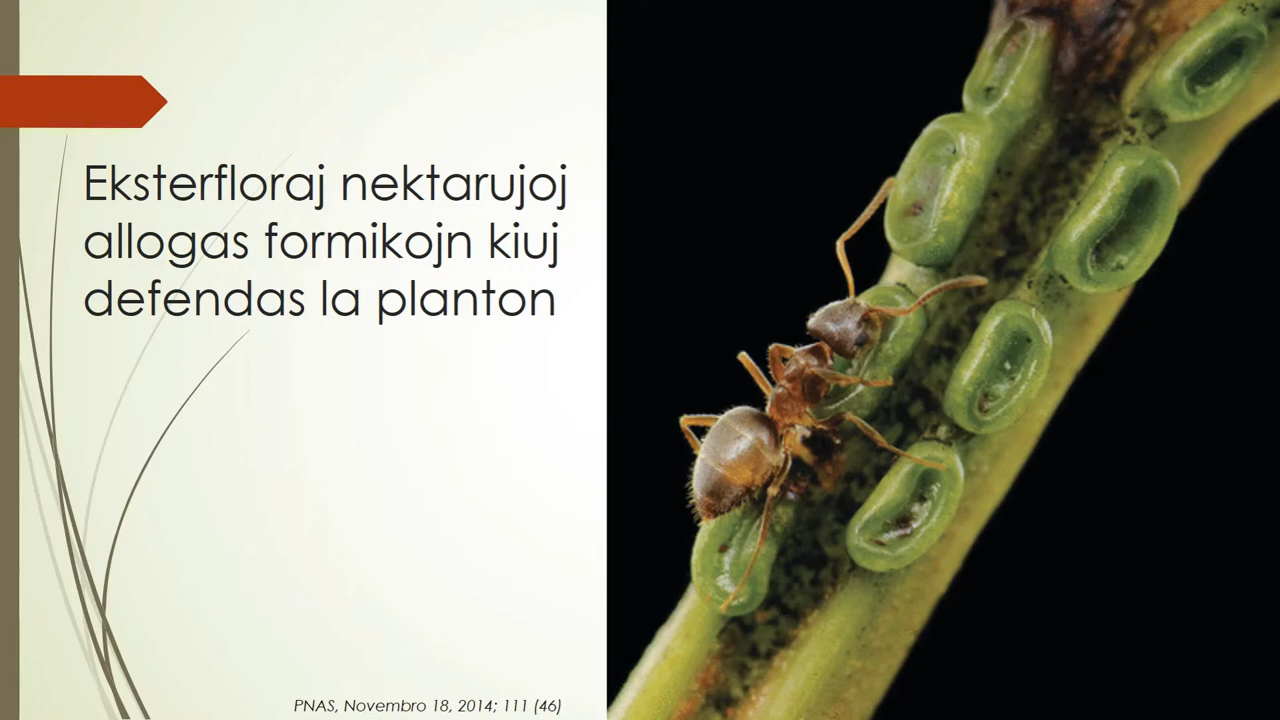 Eksterfloraj nektarujoj
allogas formikojn kiuj
defendas la planton
PNAS, Novembro 18, 2014; 111 (46)